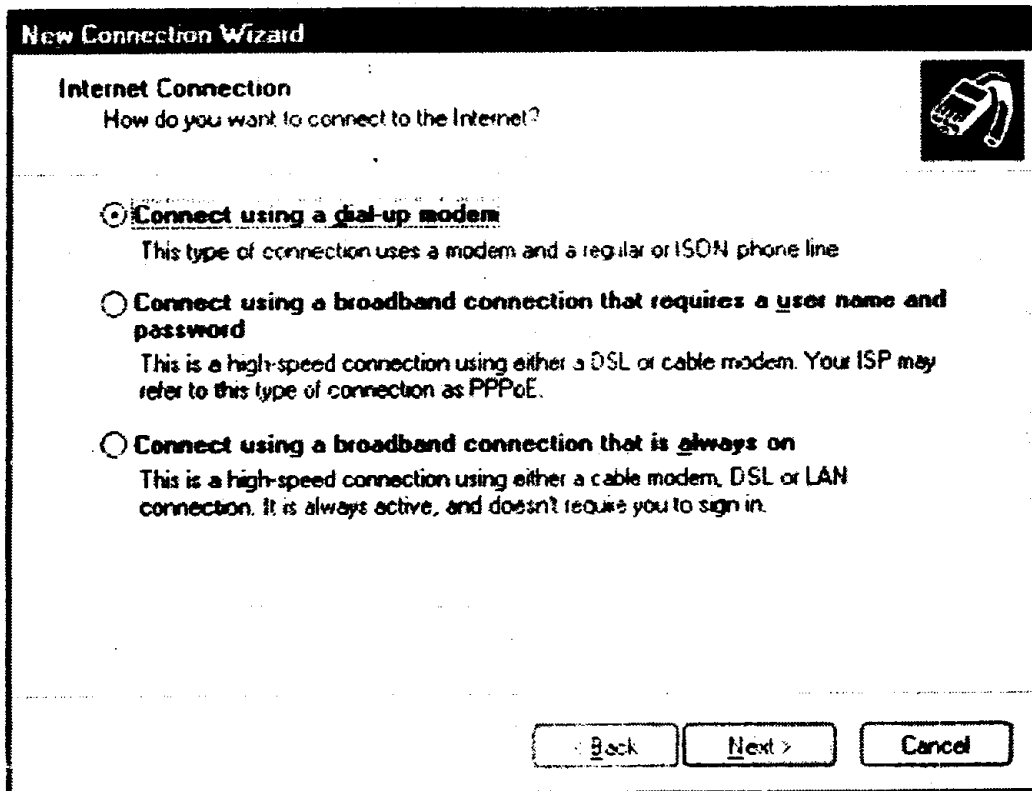 New Connection Wizard
Internet Connection
How do you want to connect to the Internet?
Connect using a dial-up modem
This type of connection uses a modem and a regular or ISDN phone line
Connect using a broadband connection that requires a user name and
password
This is a high-speed connection using either a DSL or cable modem. Your ISP may
refer to this type of connection as PPPoE.
Connect using a broadband connection that is always on
This is a high-speed connection using either a cable modem, DSL or LAN
connection. It is always active, and doesn't require you to sign in.
< Back Next > Cancel